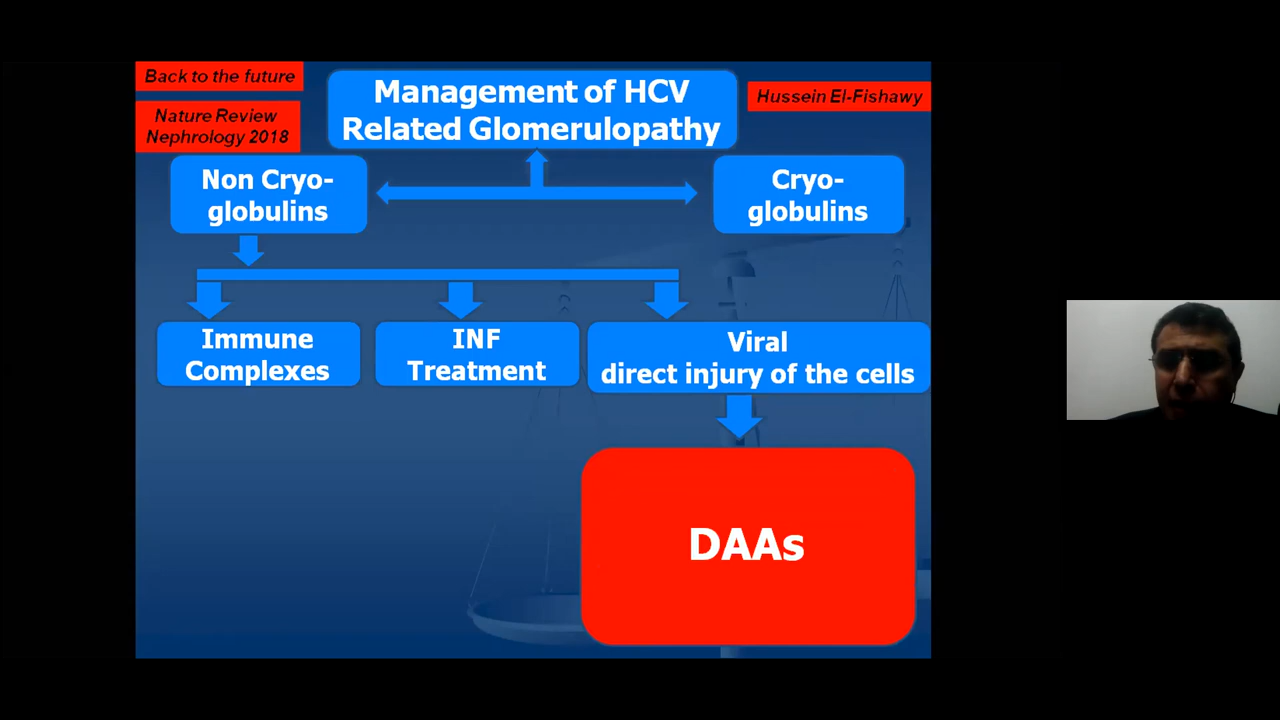 Back to the future
Nature Review
Nephrology 2018
Management of HCV
Related Glomerulopathy
Hussein El-Fishawy
Non Cryo-
globulins
Cryo-
globulins
Immune
Complexes
INF
Treatment
Viral
direct injury of the cells
DAAs